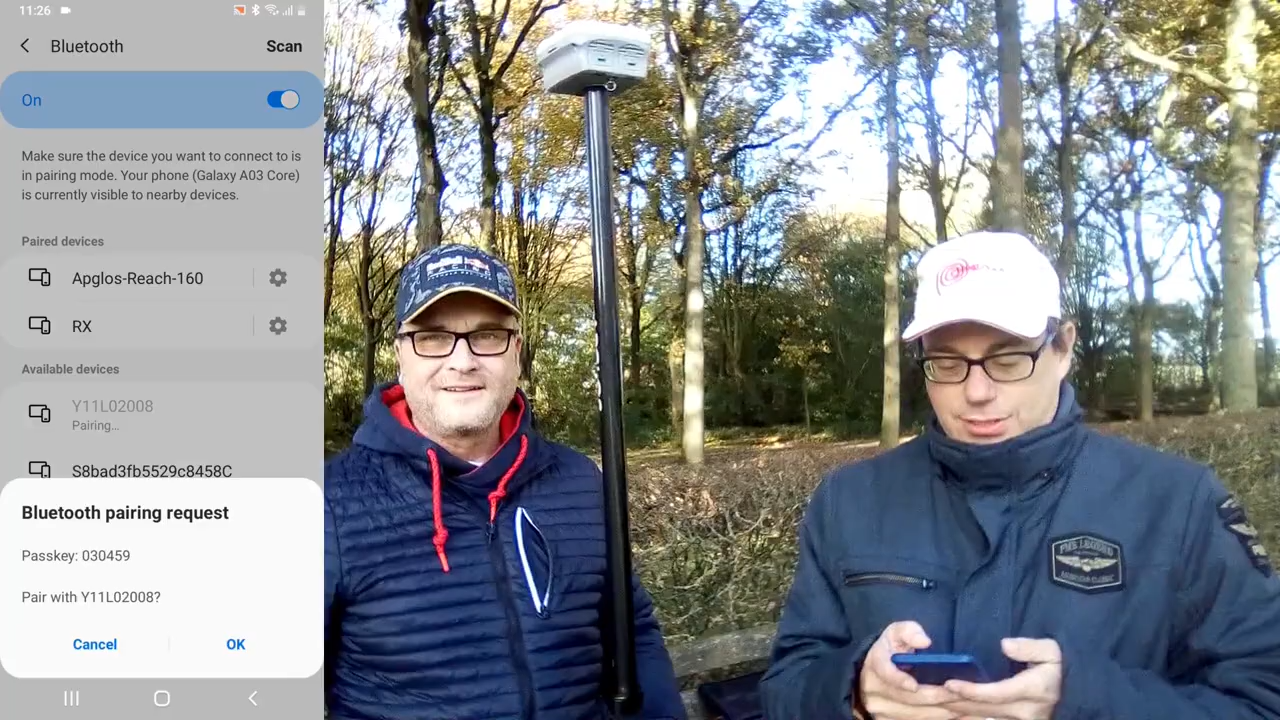 11:26
Bluetooth
Scan
On
Make sure the device you want to connect to is
in pairing mode. Your phone (Galaxy A03 Core)
is currently visible to nearby devices.
Paired devices
Apglos-Reach-160
RX
Available devices
Y11L02008
Pairing...
S8bad3fb5529c8458C
Bluetooth pairing request
Passkey: 030459
Pair with Y11L02008?
Cancel
OK
PME LEGEND